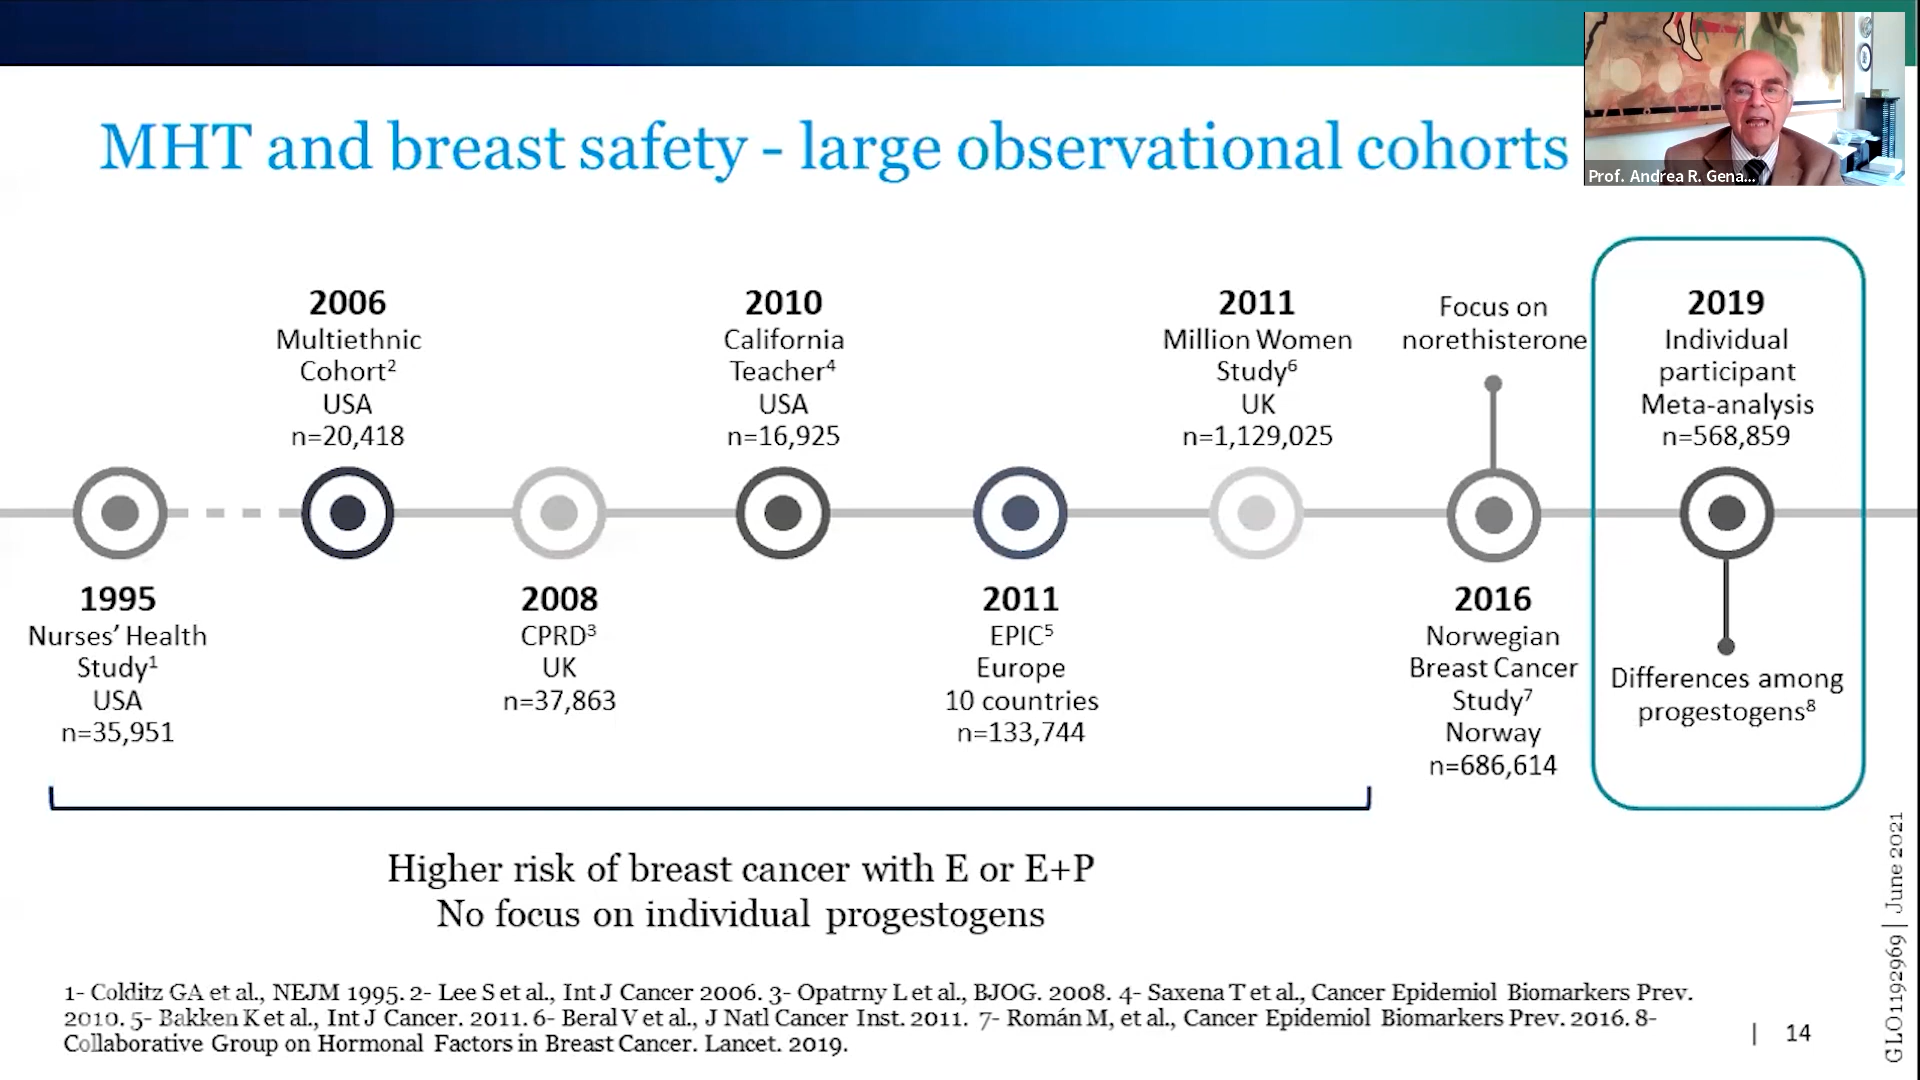 MHT and breast safety - large observational cohorts
Prof. Andrea R. Gena...
2006
Multiethnic
Cohort²
USA
n=20,418
2010
California
Teacher⁴
USA
n=16,925
2011
Million Women
Study⁶
UK
n=1,129,025
Focus on
norethisterone
2019
Individual
participant
Meta-analysis
n=568,859
1995
Nurses’ Health
Study¹
USA
n=35,951
2008
CPRD³
UK
n=37,863
2011
EPIC⁵
Europe
10 countries
n=133,744
2016
Norwegian
Breast Cancer
Study⁷
Norway
n=686,614
Differences among
progestogens⁸
Higher risk of breast cancer with E or E+P
No focus on individual progestogens
1- Colditz GA et al., NEJM 1995. 2- Lee S et al., Int J Cancer 2006. 3- Opatrny L et al., BJOG. 2008. 4- Saxena T et al., Cancer Epidemiol Biomarkers Prev.
2010. 5- Bakken K et al., Int J Cancer. 2011. 6- Beral V et al., J Natl Cancer Inst. 2011. 7- Román M, et al., Cancer Epidemiol Biomarkers Prev. 2016. 8-
Collaborative Group on Hormonal Factors in Breast Cancer. Lancet. 2019.
| 14
GLO1192969 | June 2021